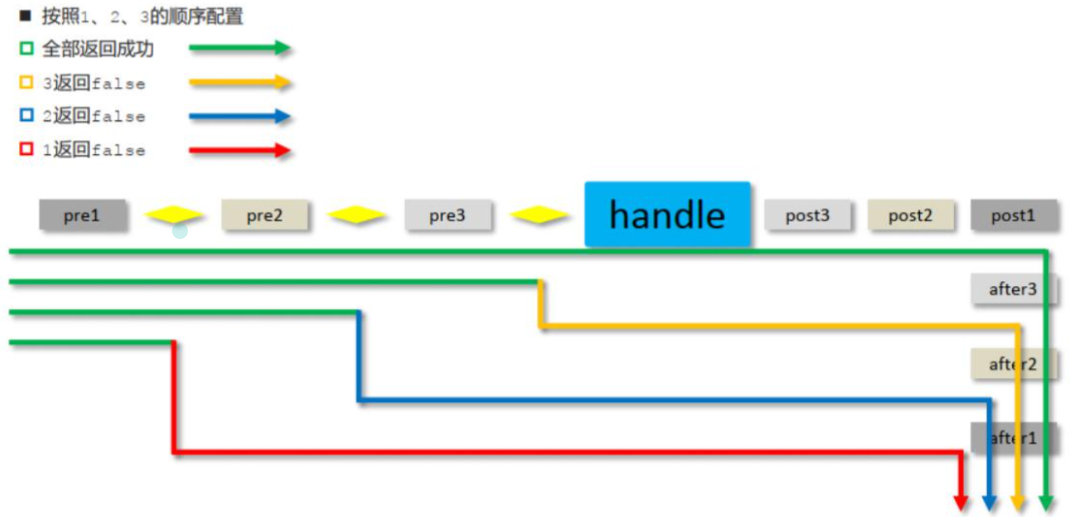 按照1、2、3的顺序配置
全部返回成功
3返回false
2返回false
1返回false
pre1 pre2 pre3 handle post3 post2 post1
after3
after2
after1